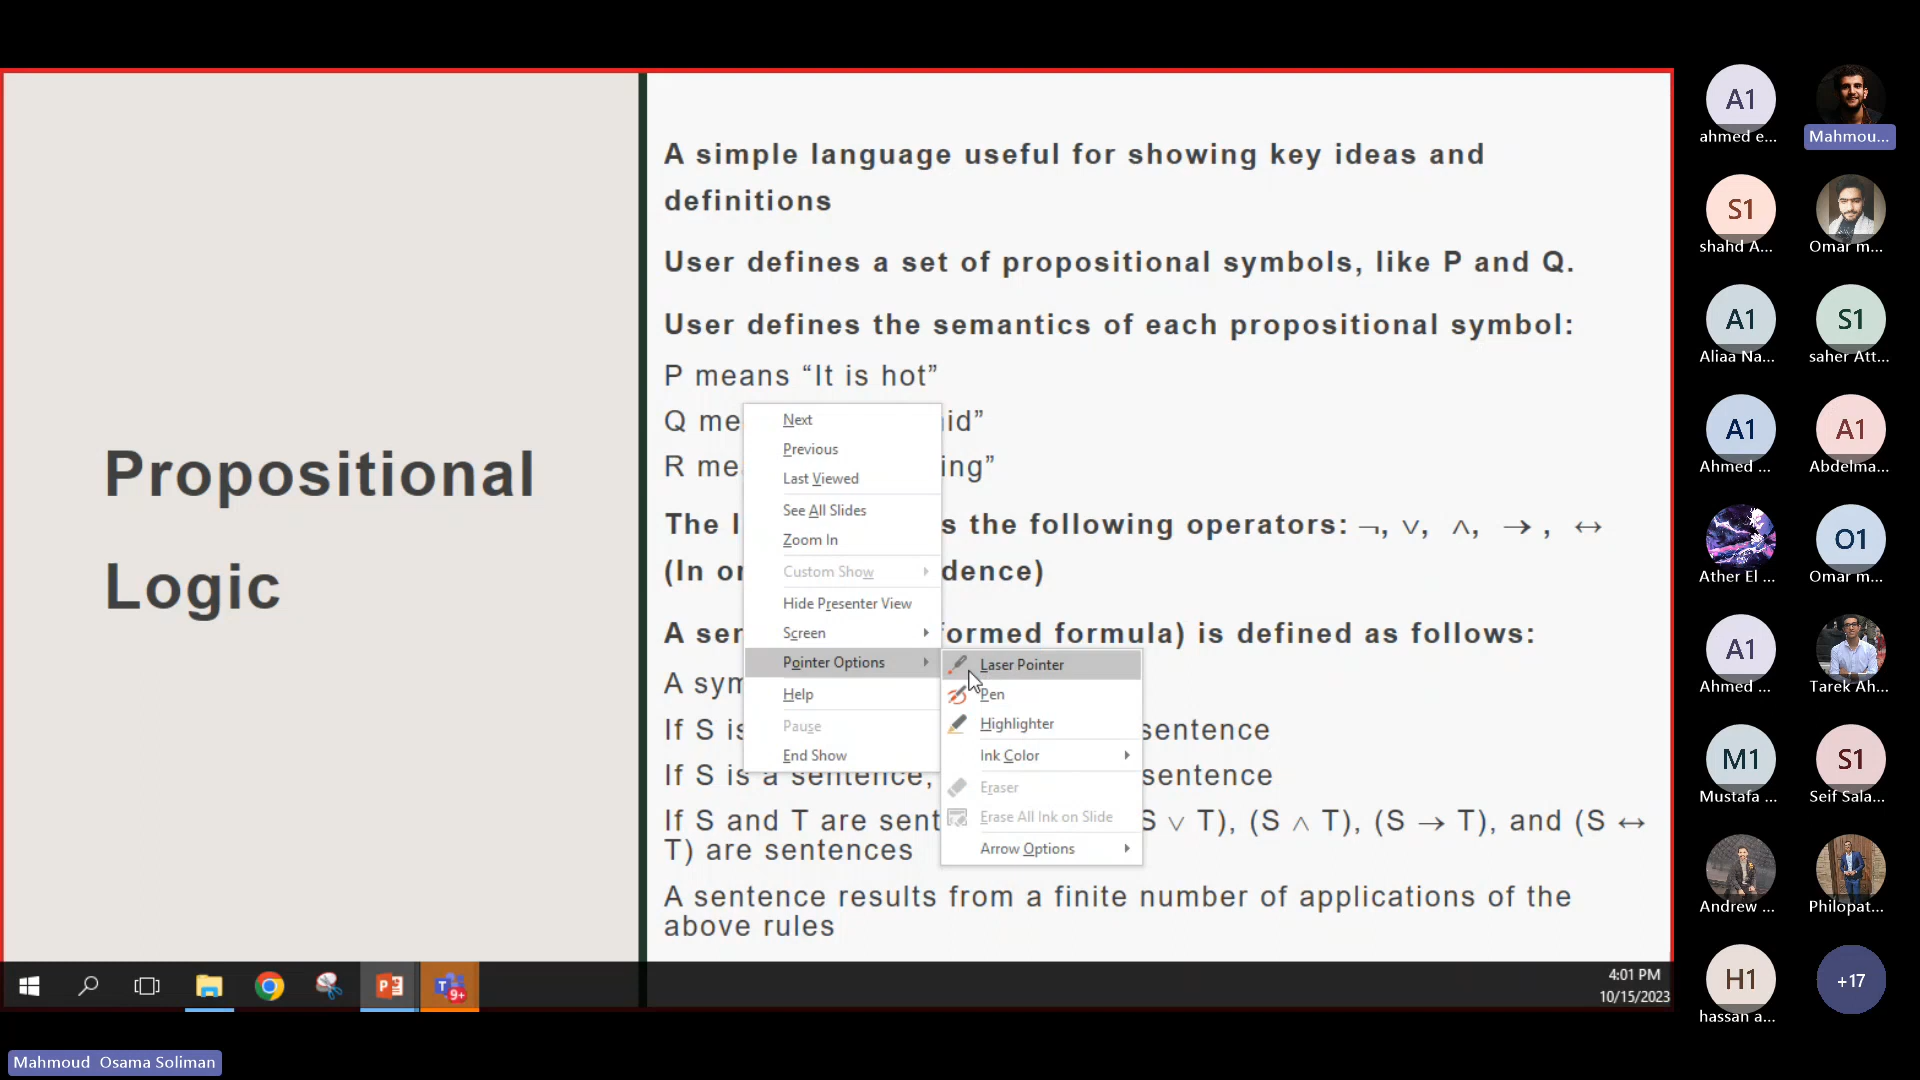 Propositional
Logic
A simple language useful for showing key ideas and
definitions
User defines a set of propositional symbols, like P and Q.
User defines the semantics of each propositional symbol:
P means “It is hot”
Q me id”
R me ing”
The l s the following operators: ¬, ∨, ∧, → , ↔
(In or dence)
A sen ormed formula) is defined as follows:
A sym
If S is sentence
If S is a sentence, sentence
If S and T are sent S ∨ T), (S ∧ T), (S → T), and (S ↔
T) are sentences
A sentence results from a finite number of applications of the
above rules
Next
Previous
Last Viewed
See All Slides
Zoom In
Custom Show
Hide Presenter View
Screen
Pointer Options
Help
Pause
End Show
Laser Pointer
Pen
Highlighter
Ink Color
Eraser
Erase All Ink on Slide
Arrow Options
9+
4:01 PM
10/15/2023
Mahmoud Osama Soliman
A1
ahmed e...
Mahmou...
S1
shahd A...
Omar m...
A1
Aliaa Na...
S1
saher Att...
A1
Ahmed ...
A1
Abdelma...
Ather El ...
O1
Omar m...
A1
Ahmed ...
Tarek Ah...
M1
Mustafa ...
S1
Seif Sala...
Andrew ...
Philopat...
H1
hassan a...
+17